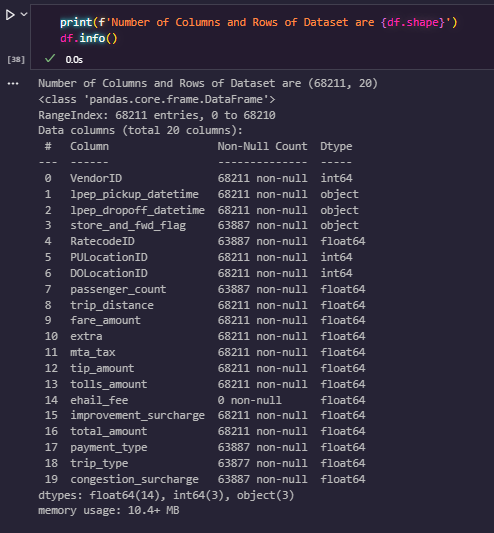 print(f'Number of Columns and Rows of Dataset are {df.shape}')
df.info()
[38] 0.0s
... Number of Columns and Rows of Dataset are (68211, 20)
<class 'pandas.core.frame.DataFrame'>
RangeIndex: 68211 entries, 0 to 68210
Data columns (total 20 columns):
 #   Column                 Non-Null Count  Dtype
---  ------                 --------------  -----
 0   VendorID               68211 non-null  int64
 1   lpep_pickup_datetime   68211 non-null  object
 2   lpep_dropoff_datetime  68211 non-null  object
 3   store_and_fwd_flag     63887 non-null  object
 4   RatecodeID             63887 non-null  float64
 5   PULocationID           68211 non-null  int64
 6   DOLocationID           68211 non-null  int64
 7   passenger_count        63887 non-null  float64
 8   trip_distance          68211 non-null  float64
 9   fare_amount            68211 non-null  float64
 10  extra                  68211 non-null  float64
 11  mta_tax                68211 non-null  float64
 12  tip_amount             68211 non-null  float64
 13  tolls_amount           68211 non-null  float64
 14  ehail_fee              0 non-null      float64
 15  improvement_surcharge  68211 non-null  float64
 16  total_amount           68211 non-null  float64
 17  payment_type           63887 non-null  float64
 18  trip_type              63877 non-null  float64
 19  congestion_surcharge   63887 non-null  float64
dtypes: float64(14), int64(3), object(3)
memory usage: 10.4+ MB